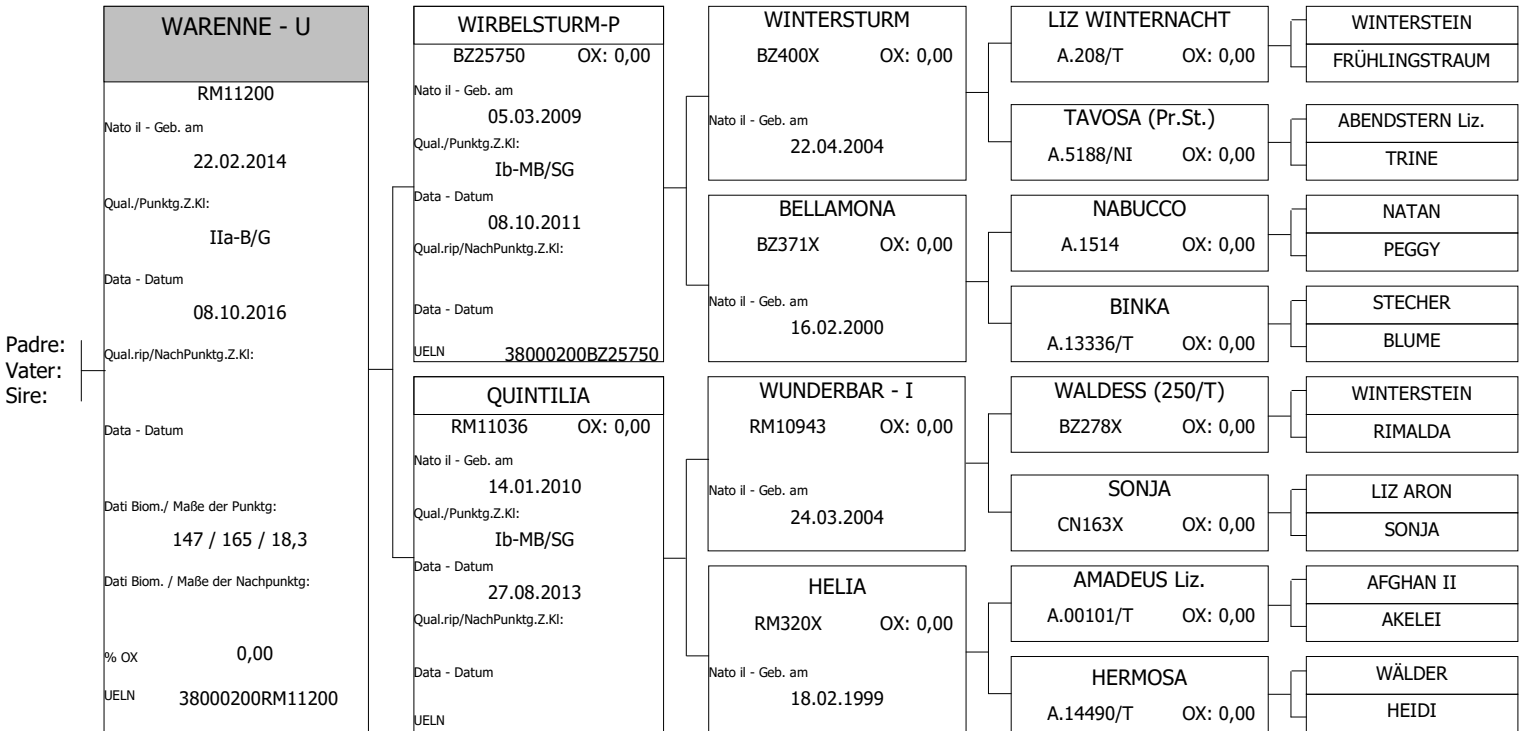 Padre:
Vater:
Sire:
WARENNE - U
RM11200
Nato il - Geb. am
22.02.2014
Qual./Punktg.Z.Kl:
IIa-B/G
Data - Datum
08.10.2016
Qual.rip/NachPunktg.Z.Kl:
Data - Datum
Dati Biom./ Maße der Punktg:
147 / 165 / 18,3
Dati Biom. / Maße der Nachpunktg:
% OX 0,00
UELN 38000200RM11200
WIRBELSTURM-P
BZ25750 OX: 0,00
Nato il - Geb. am
05.03.2009
Qual./Punktg.Z.Kl:
Ib-MB/SG
Data - Datum
08.10.2011
Qual.rip/NachPunktg.Z.Kl:
Data - Datum
UELN 38000200BZ25750
QUINTILIA
RM11036 OX: 0,00
Nato il - Geb. am
14.01.2010
Qual./Punktg.Z.Kl:
Ib-MB/SG
Data - Datum
27.08.2013
Qual.rip/NachPunktg.Z.Kl:
Data - Datum
UELN
WINTERSTURM
BZ400X OX: 0,00
Nato il - Geb. am
22.04.2004
BELLAMONA
BZ371X OX: 0,00
Nato il - Geb. am
16.02.2000
WUNDERBAR - I
RM10943 OX: 0,00
Nato il - Geb. am
24.03.2004
HELIA
RM320X OX: 0,00
Nato il - Geb. am
18.02.1999
LIZ WINTERNACHT
A.208/T OX: 0,00
TAVOSA (Pr.St.)
A.5188/NI OX: 0,00
NABUCCO
A.1514 OX: 0,00
BINKA
A.13336/T OX: 0,00
WALDESS (250/T)
BZ278X OX: 0,00
SONJA
CN163X OX: 0,00
AMADEUS Liz.
A.00101/T OX: 0,00
HERMOSA
A.14490/T OX: 0,00
WINTERSTEIN
FRÜHLINGSTRAUM
ABENDSTERN Liz.
TRINE
NATAN
PEGGY
STECHER
BLUME
WINTERSTEIN
RIMALDA
LIZ ARON
SONJA
AFGHAN II
AKELEI
WÄLDER
HEIDI